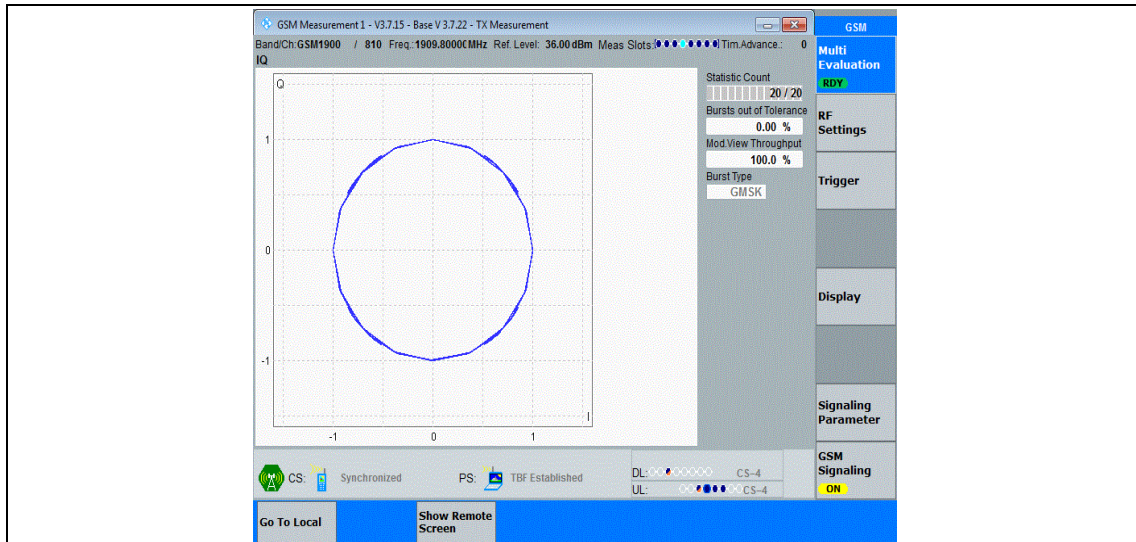 GSM Measurement 1 - V3.7.15 - Base V 3.7.22 - TX Measurement
GSM
Band/Ch: GSM1900 / 810 Freq.: 1909.80000 MHz Ref. Level: 36.00 dBm Meas Slots: Tim.Advance.: 0
IQ
Multi
Evaluation
RDY
Q
Statistic Count
20 / 20
Bursts out of Tolerance
0.00 %
RF
Settings
1
Mod.View Throughput
100.0 %
Burst Type
GMSK
Trigger
0
Display
-1
I
-1 0 1
Signaling
Parameter
GSM
Signaling
ON
CS: Synchronized PS: TBF Established
DL: CS-4
UL: CS-4
Go To Local
Show Remote
Screen